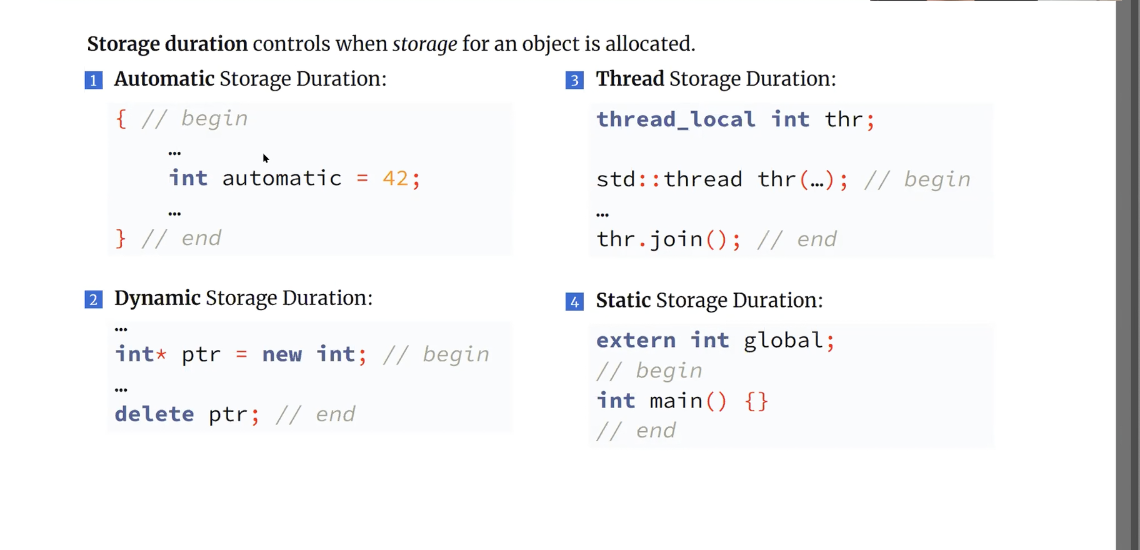 Storage duration controls when storage for an object is allocated.
1 Automatic Storage Duration:
{ // begin
…
int automatic = 42;
…
} // end
2 Dynamic Storage Duration:
…
int* ptr = new int; // begin
…
delete ptr; // end
3 Thread Storage Duration:
thread_local int thr;
std::thread thr(…); // begin
…
thr.join(); // end
4 Static Storage Duration:
extern int global;
// begin
int main() {}
// end